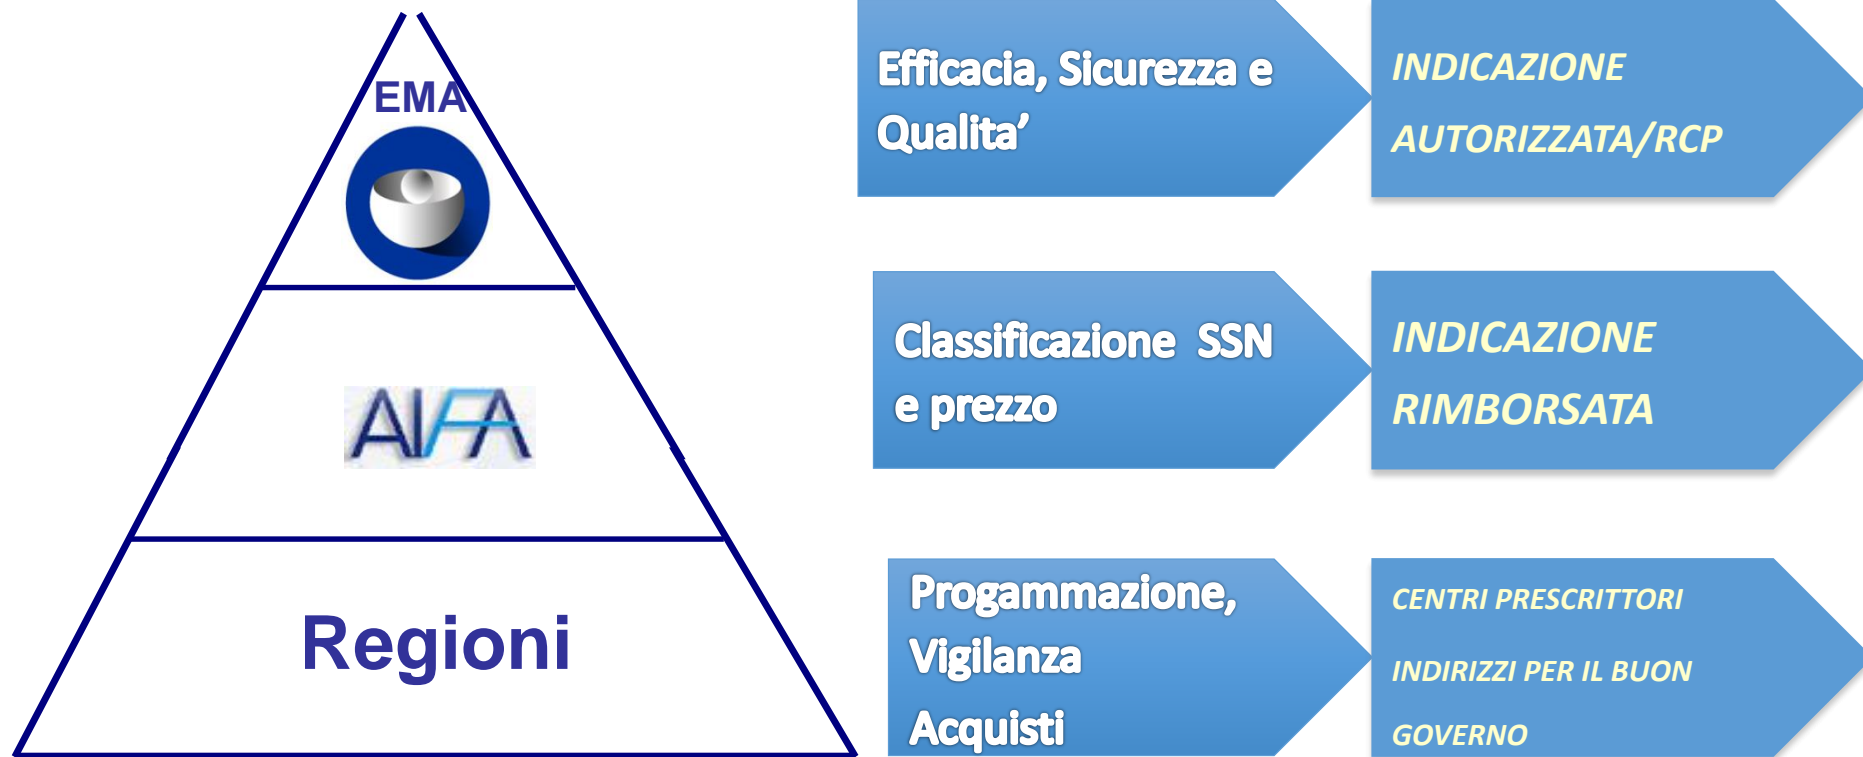 EMA
Efficacia, Sicurezza e
Qualita’
INDICAZIONE
AUTORIZZATA/RCP
AIFA
Classificazione SSN
e prezzo
INDICAZIONE
RIMBORSATA
Regioni
Progammazione,
Vigilanza
Acquisti
CENTRI PRESCRITTORI
INDIRIZZI PER IL BUON
GOVERNO